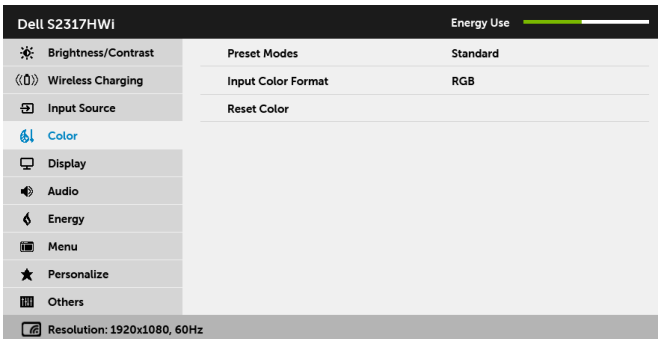 Dell S2317HWi Energy Use
Brightness/Contrast Preset Modes Standard
Wireless Charging Input Color Format RGB
Input Source Reset Color
Color
Display
Audio
Energy
Menu
Personalize
Others
Resolution: 1920x1080, 60Hz